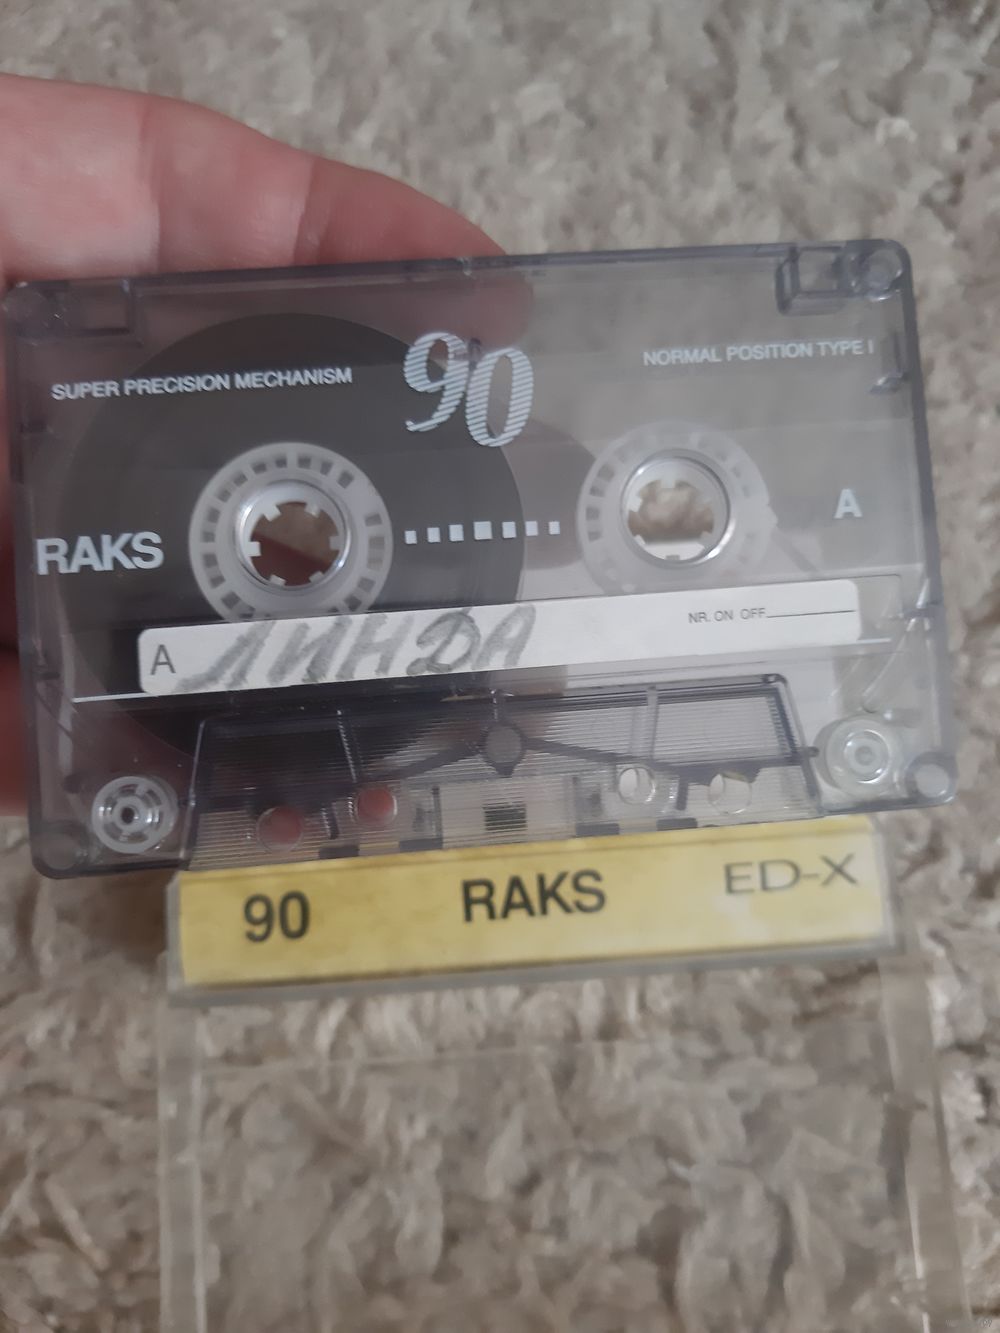 SUPER PRECISION MECHANISM
90
NORMAL POSITION TYPE I
RAKS
A
A ЛИНДА
NR. ON OFF
90 RAKS ED-X